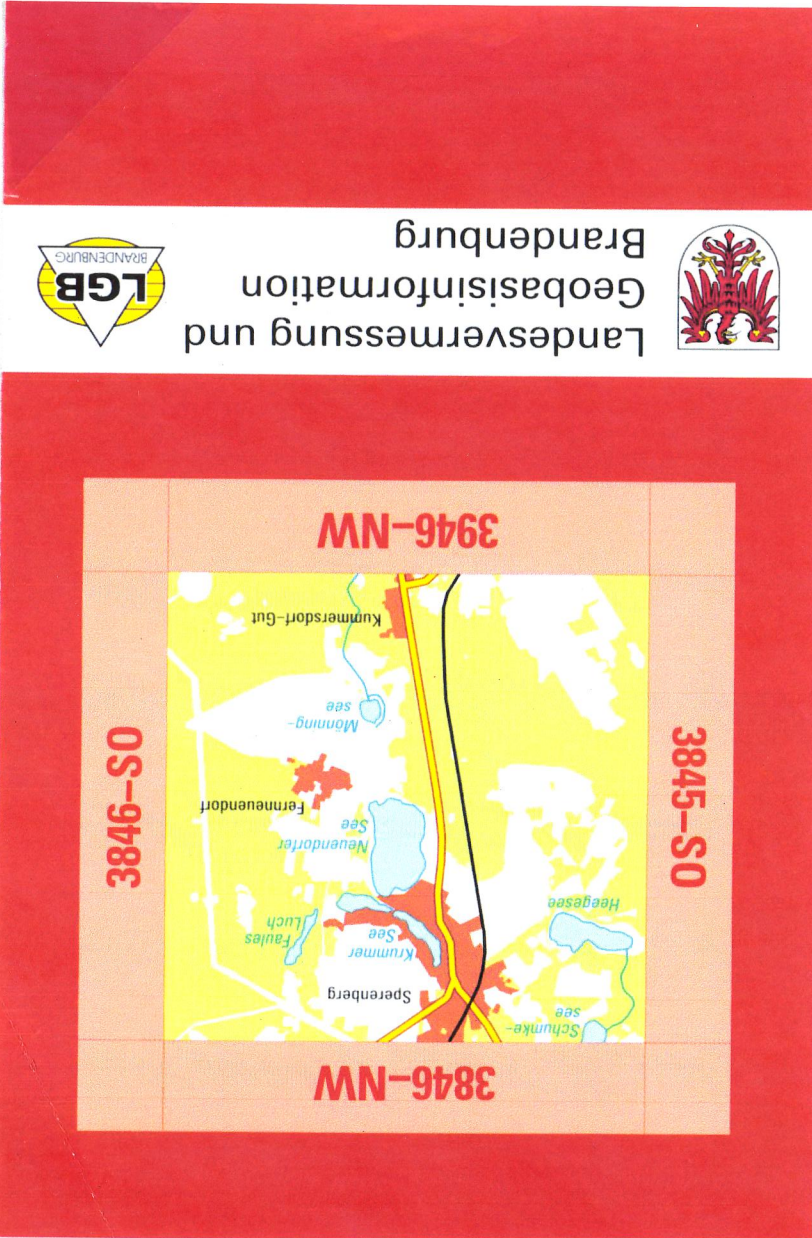 3846-NW
Schumke-
see
Sperenberg
Krummer
See
Faules
Luch
Heegesee
Neuendorfer
See
Fernneuendorf
3845-SO
3846-SO
Mönning-
see
Kummersdorf-Gut
3946-NW
Landesvermessung und
Geobasisinformation
Brandenburg
LGB
BRANDENBURG